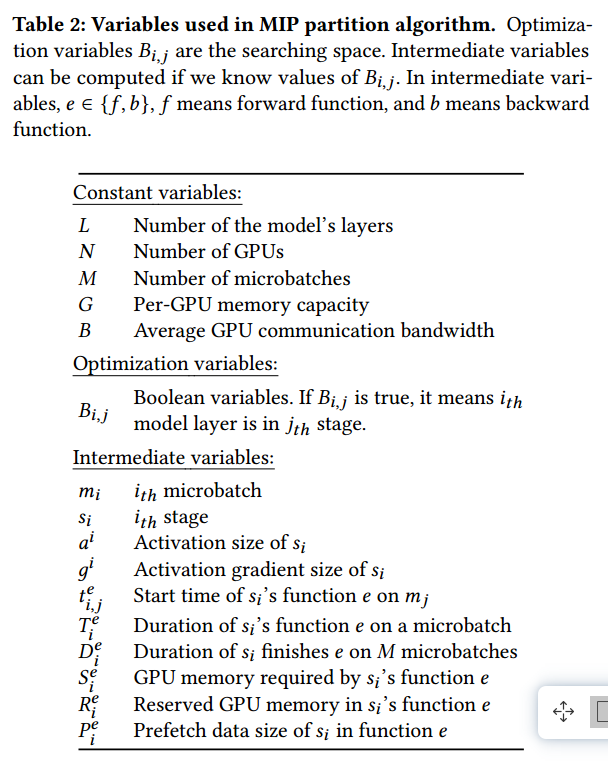 Table 2: Variables used in MIP partition algorithm. Optimiza-
tion variables B_{i,j} are the searching space. Intermediate variables
can be computed if we know values of B_{i,j}. In intermediate vari-
ables, e ∈ {f, b}, f means forward function, and b means backward
function.
Constant variables:
L Number of the model's layers
N Number of GPUs
M Number of microbatches
G Per-GPU memory capacity
B Average GPU communication bandwidth
Optimization variables:
B_{i,j} Boolean variables. If B_{i,j} is true, it means i_{th}
model layer is in j_{th} stage.
Intermediate variables:
m_i i_{th} microbatch
s_i i_{th} stage
a^i Activation size of s_i
g^i Activation gradient size of s_i
t^e_{i,j} Start time of s_i's function e on m_j
T^e_i Duration of s_i's function e on a microbatch
D^e_i Duration of s_i finishes e on M microbatches
S^e_i GPU memory required by s_i's function e
R^e_i Reserved GPU memory in s_i's function e
P^e_i Prefetch data size of s_i in function e